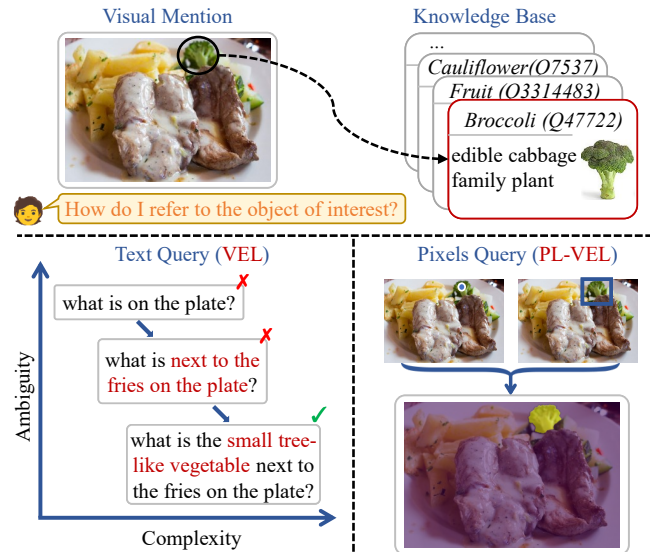 Visual Mention
Knowledge Base
...
Cauliflower(O7537)
Fruit (O3314483)
Broccoli (Q47722)
edible cabbage
family plant
How do I refer to the object of interest?
Text Query (VEL)
Pixels Query (PL-VEL)
what is on the plate?
✗
what is next to the
fries on the plate?
✗
what is the small tree-
like vegetable next to
the fries on the plate?
✓
Ambiguity
Complexity